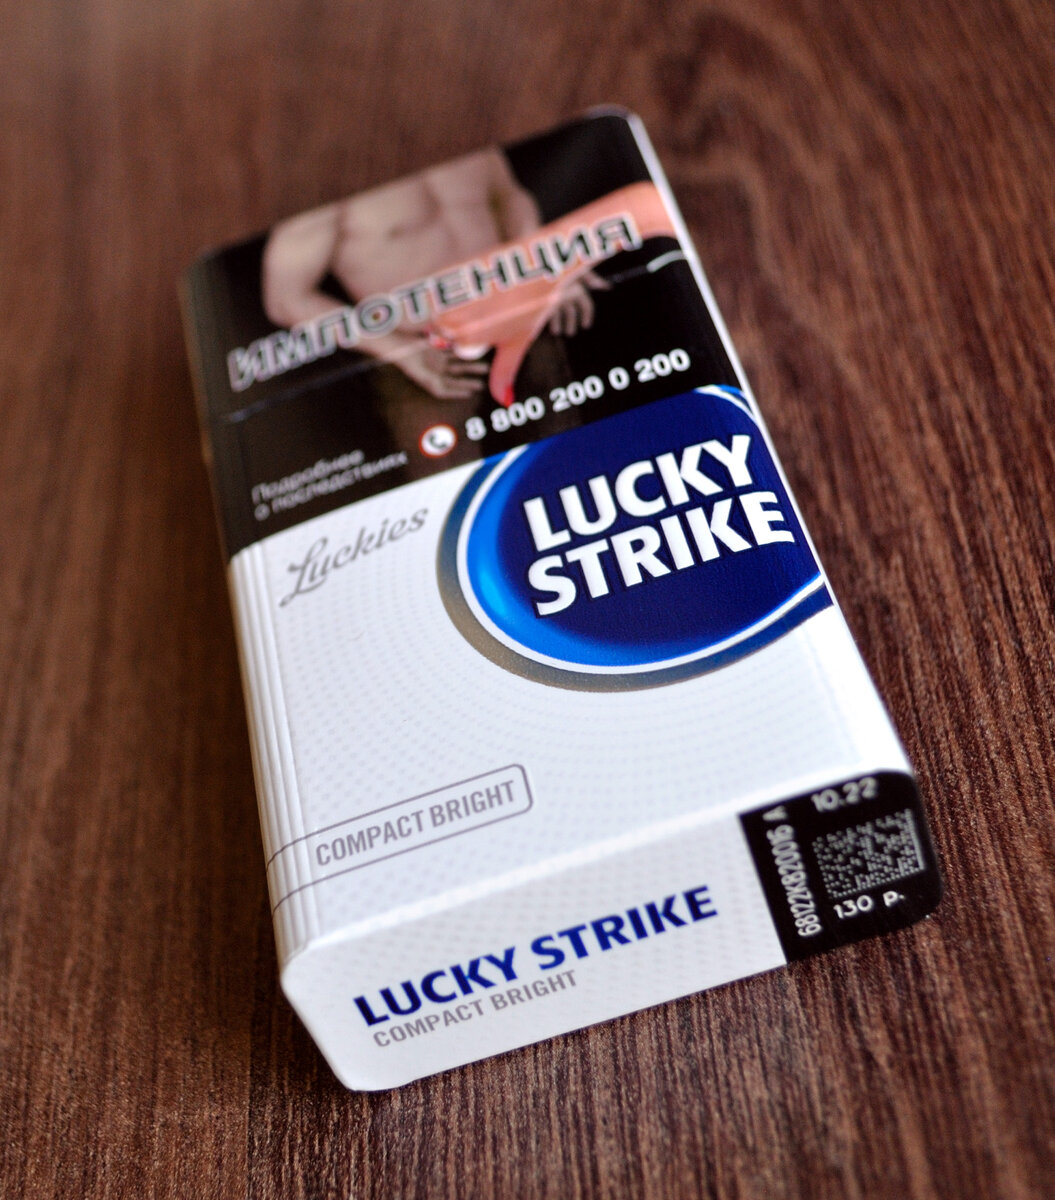 ИМПОТЕНЦИЯ
8 800 200 0 200
Подробнее
о последствиях
Luckies
LUCKY
STRIKE
COMPACT BRIGHT
LUCKY STRIKE
COMPACT BRIGHT
10.22
130 р.